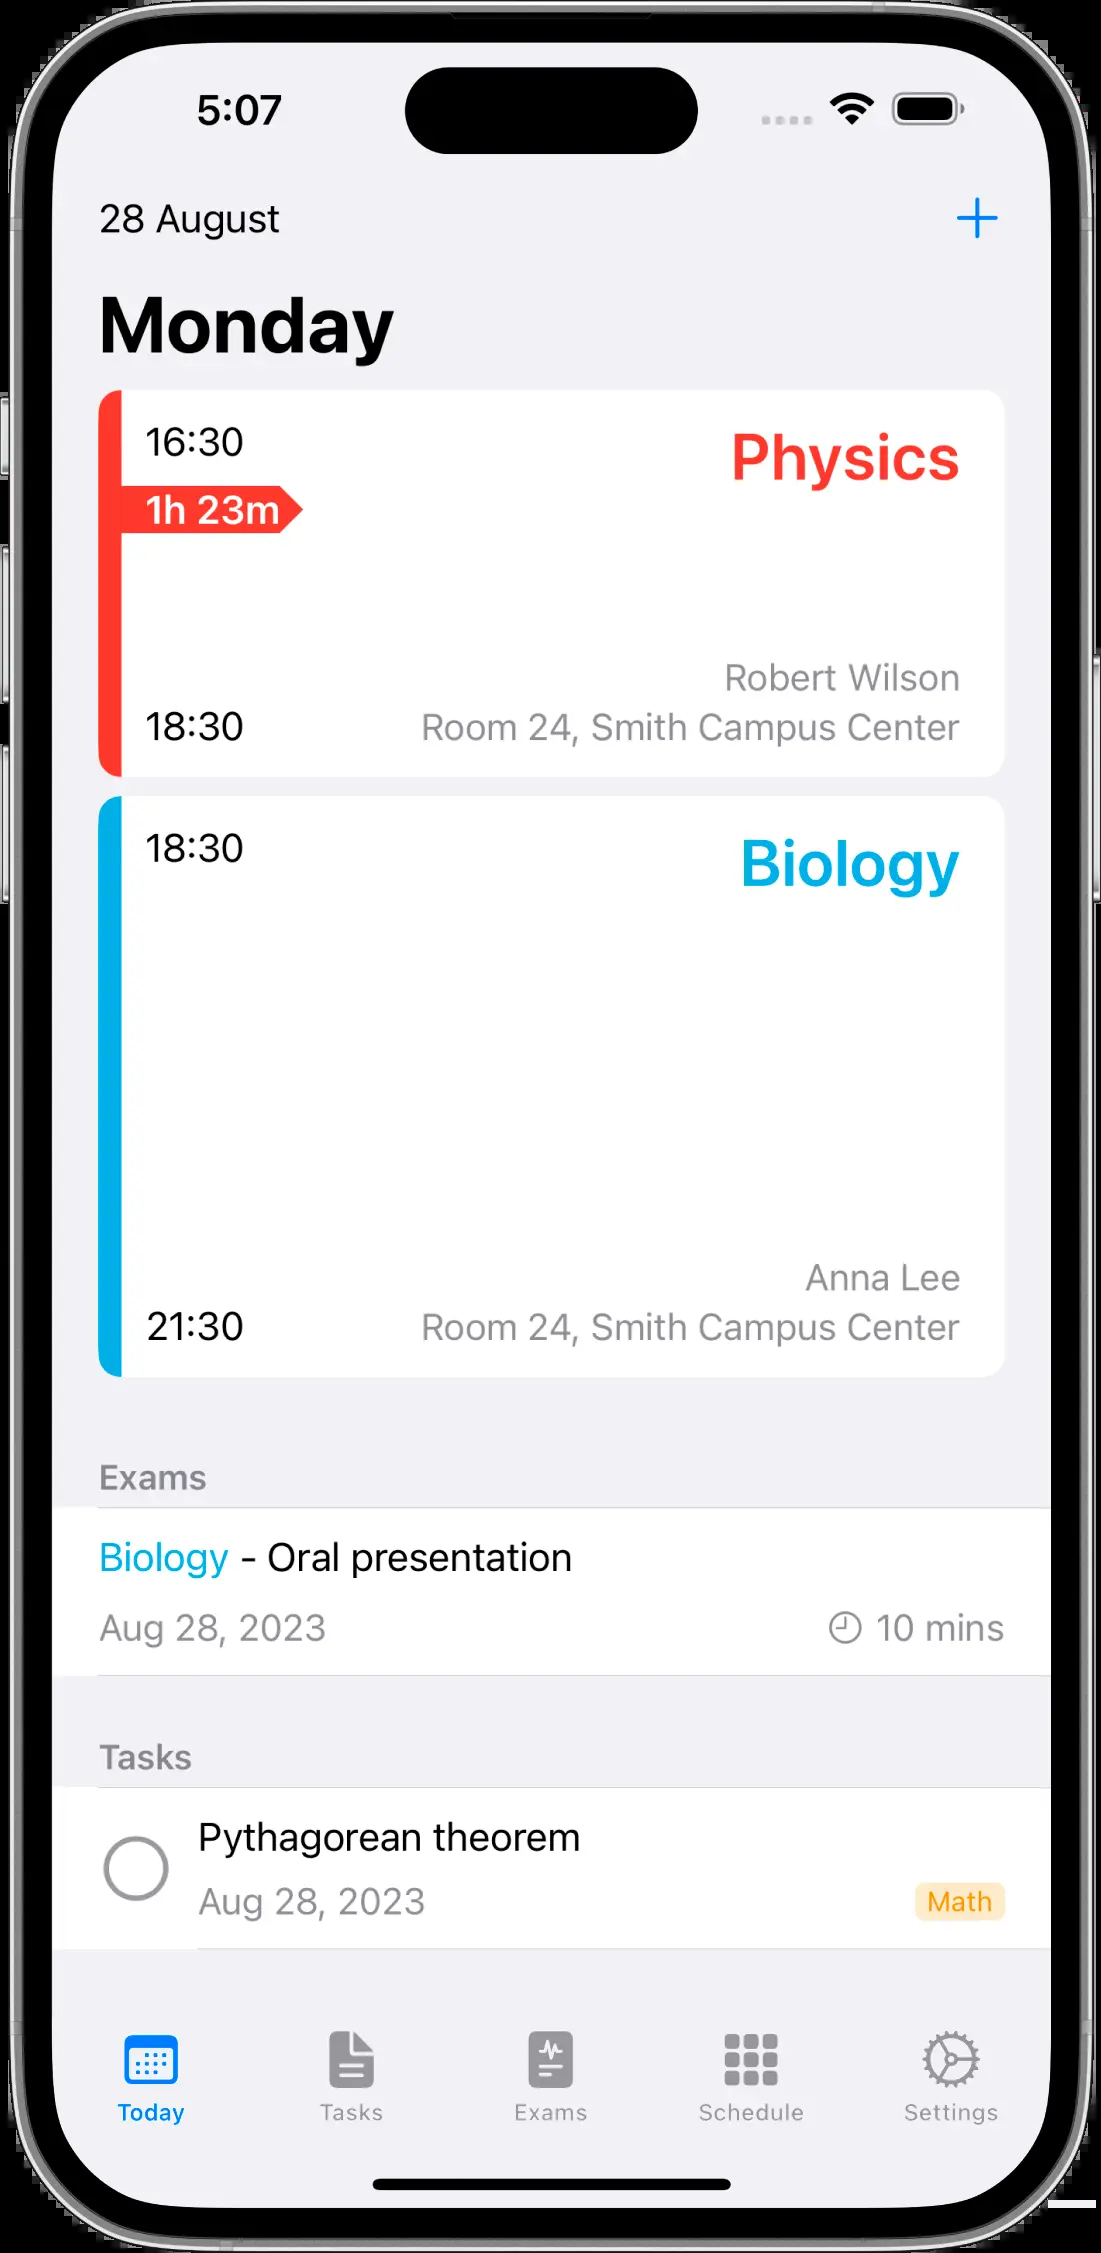 5:07
28 August
Monday
16:30
Physics
1h 23m
Robert Wilson
18:30
Room 24, Smith Campus Center
18:30
Biology
Anna Lee
21:30
Room 24, Smith Campus Center
Exams
Biology - Oral presentation
Aug 28, 2023
10 mins
Tasks
Pythagorean theorem
Aug 28, 2023
Math
Today
Tasks
Exams
Schedule
Settings